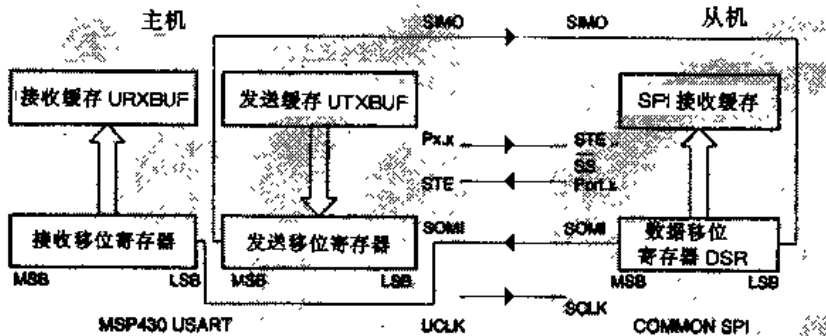 主机
SIMO
SIMO
从机
接收缓存 URXBUF
发送缓存 UTXBUF
SPI 接收缓存
Px.x
STE
STE
SS
Port.x
接收移位寄存器
发送移位寄存器
SOMI
SOMI
数据移位
寄存器 DSR
MSB
LSB
MSB
LSB
MSB
LSB
SCLK
MSP430 USART
UCLK
COMMON SPI